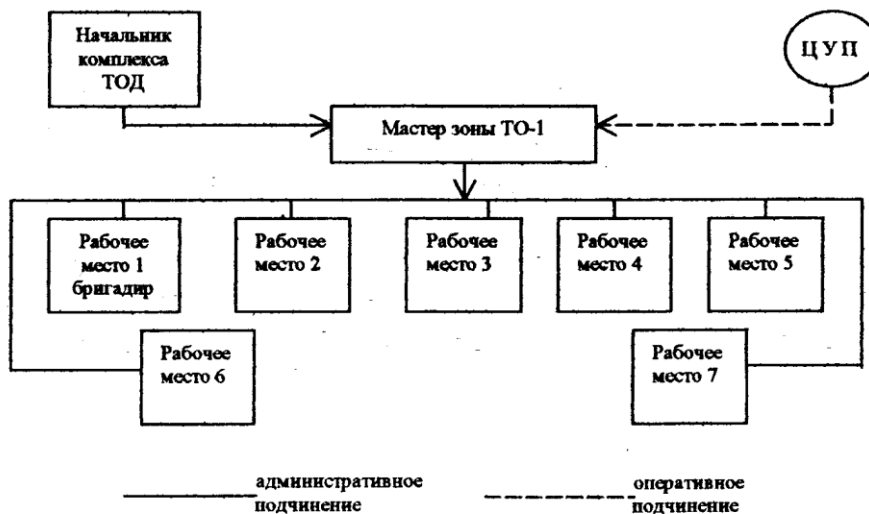 Начальник
комплекса
ТОД
ЦУП
Мастер зоны ТО-1
Рабочее
место 1
бригадир
Рабочее
место 2
Рабочее
место 3
Рабочее
место 4
Рабочее
место 5
Рабочее
место 6
Рабочее
место 7
административное
подчинение
оперативное
подчинение